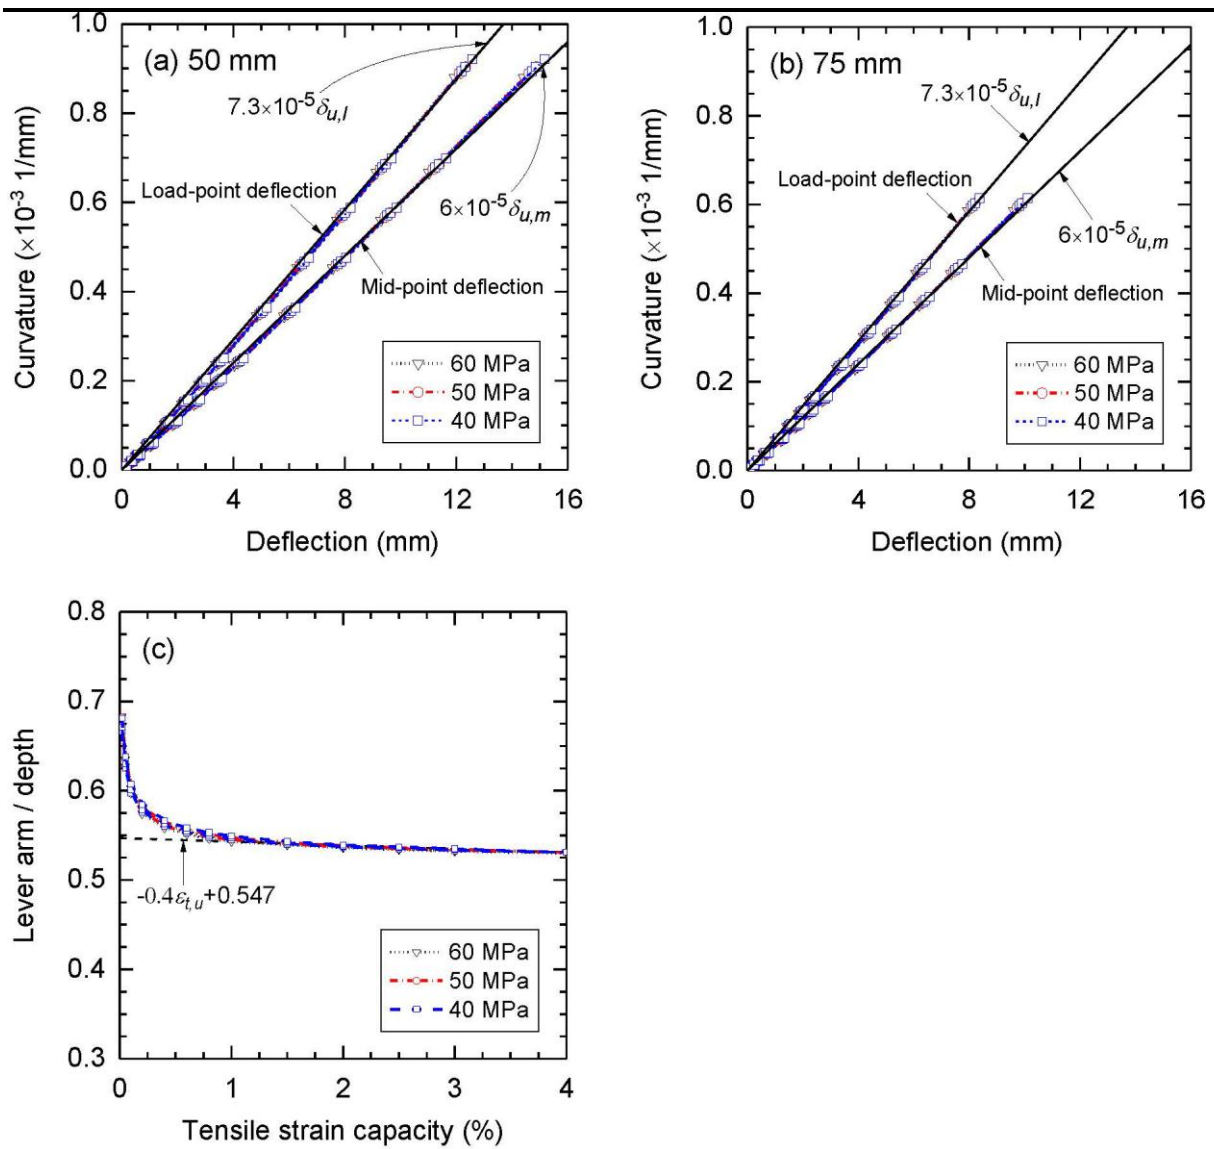 (a) 50 mm
7.3×10⁻⁵δu,l
Load-point deflection
6×10⁻⁵δu,m
Mid-point deflection
60 MPa
50 MPa
40 MPa
1.0
0.8
0.6
0.4
0.2
0.0
Curvature (×10⁻³ 1/mm)
0 4 8 12 16
Deflection (mm)
(b) 75 mm
7.3×10⁻⁵δu,l
Load-point deflection
6×10⁻⁵δu,m
Mid-point deflection
60 MPa
50 MPa
40 MPa
1.0
0.8
0.6
0.4
0.2
0.0
Curvature (×10⁻³ 1/mm)
0 4 8 12 16
Deflection (mm)
(c)
-0.4εt,u+0.547
60 MPa
50 MPa
40 MPa
0.8
0.7
0.6
0.5
0.4
0.3
Lever arm / depth
0 1 2 3 4
Tensile strain capacity (%)